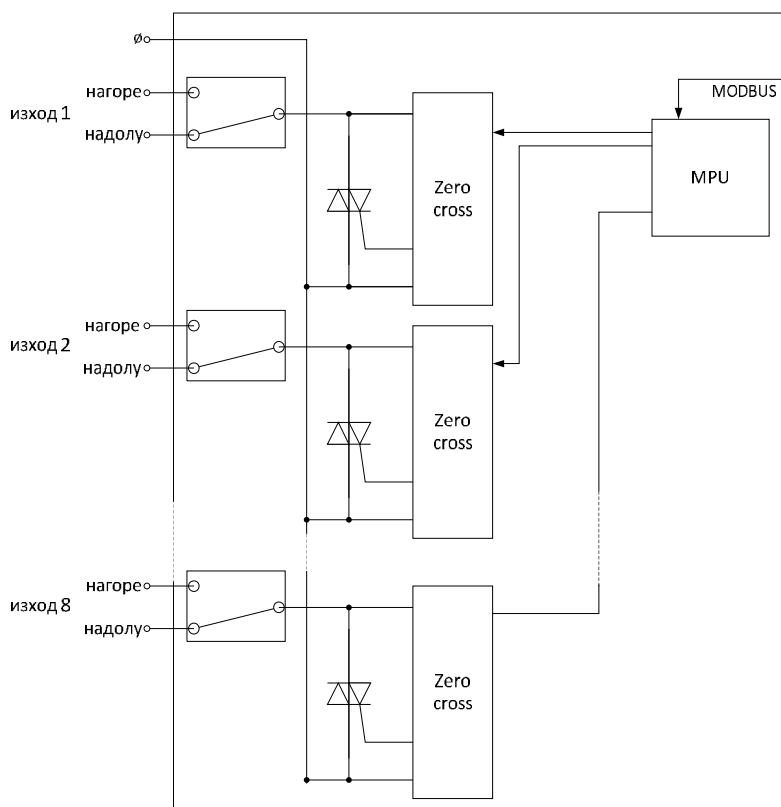 ø
нагоре
изход 1
надолу
Zero
cross
MODBUS
MPU
нагоре
изход 2
надолу
Zero
cross
нагоре
изход 8
надолу
Zero
cross